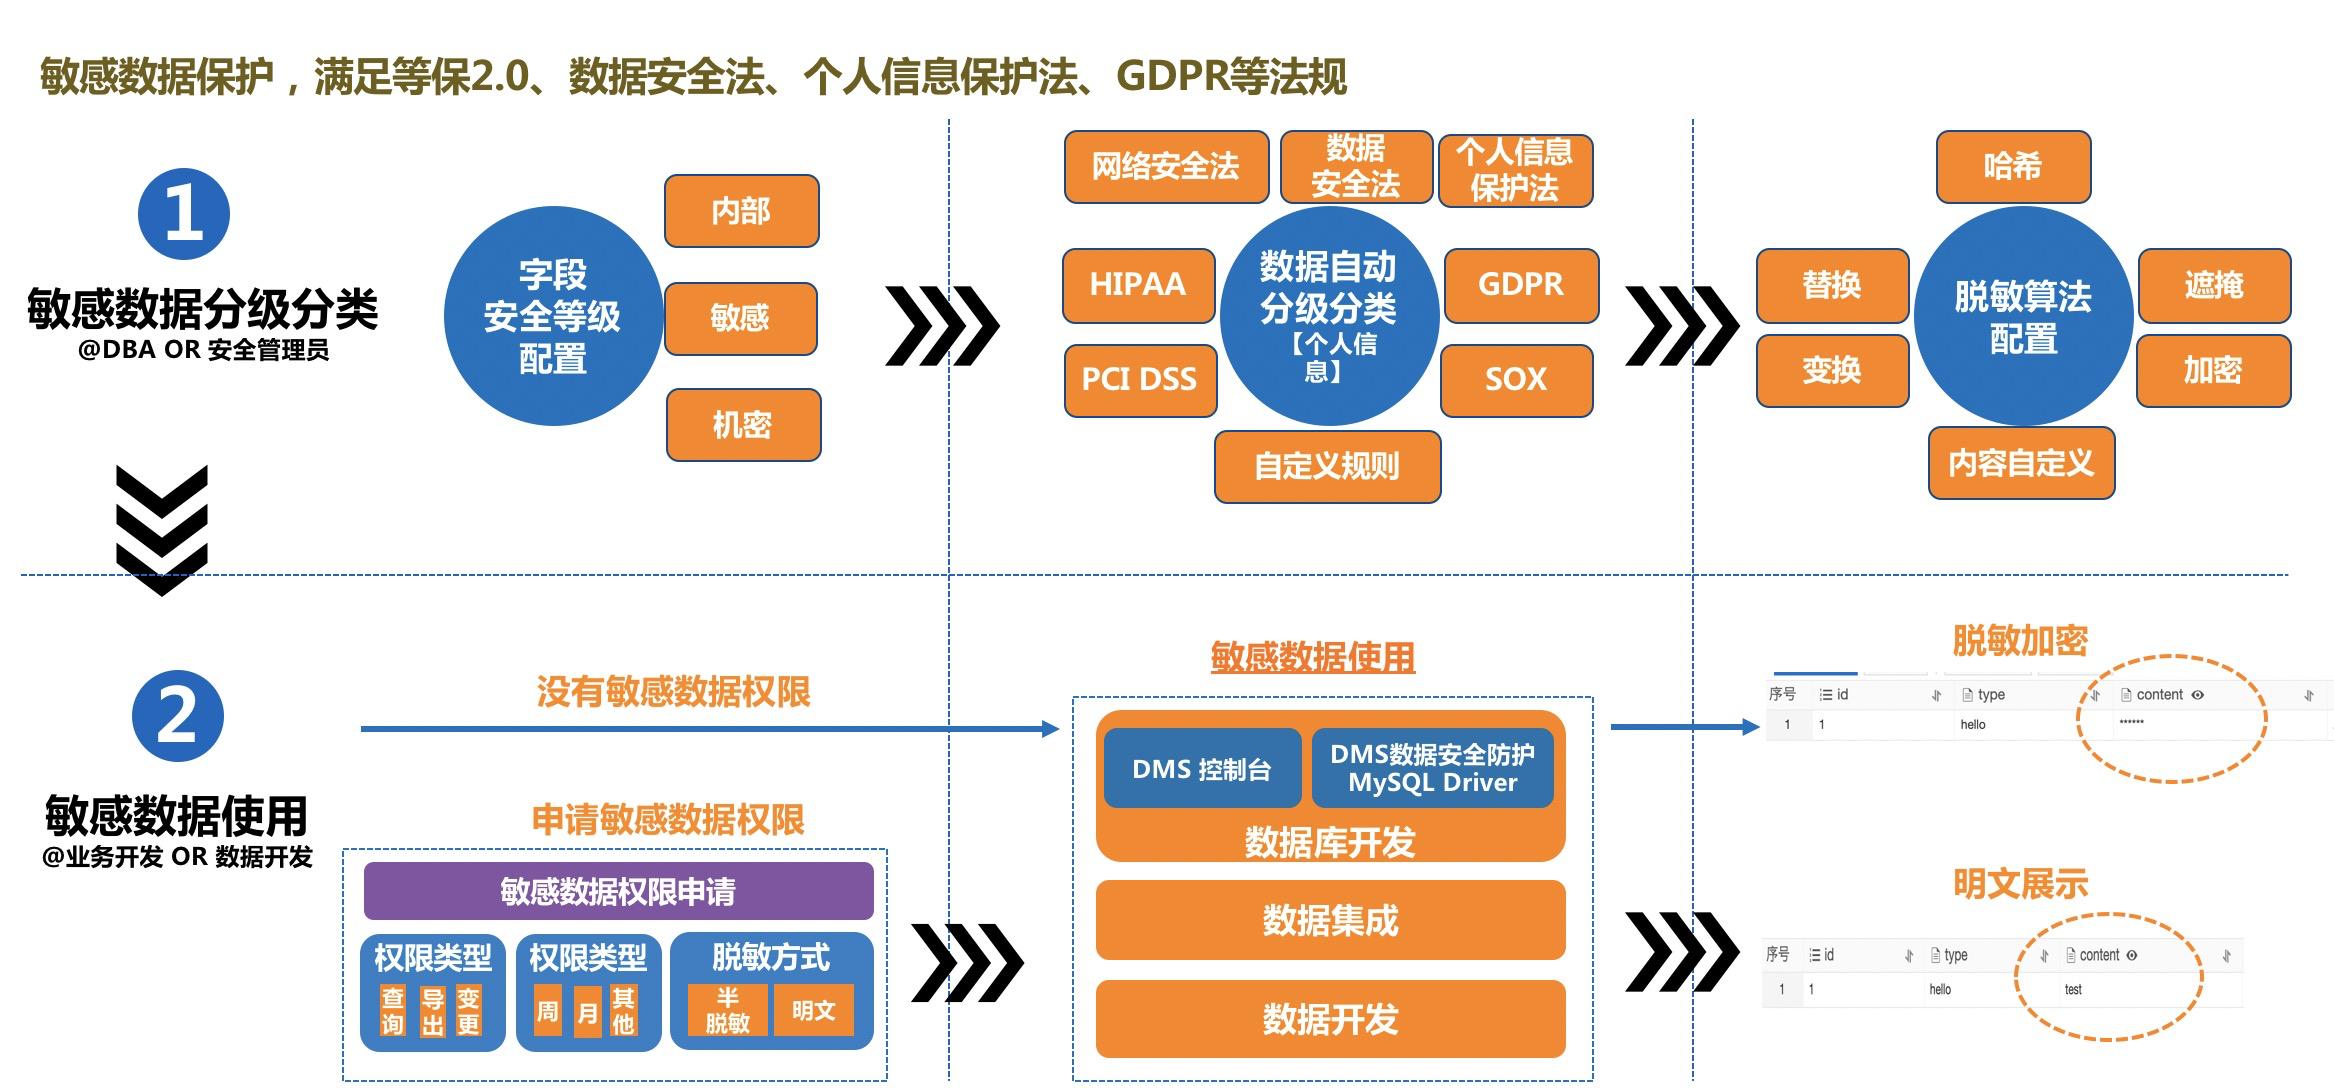 敏感数据保护，满足等保2.0、数据安全法、个人信息保护法、GDPR等法规
1
敏感数据分级分类
@DBA OR 安全管理员
字段
安全等级
配置
内部
敏感
机密
网络安全法
数据
安全法
个人信息
保护法
HIPAA
PCI DSS
数据自动
分级分类
【个人信
息】
GDPR
SOX
自定义规则
哈希
替换
变换
脱敏算法
配置
遮掩
加密
内容自定义
2
敏感数据使用
@业务开发 OR 数据开发
没有敏感数据权限
申请敏感数据权限
敏感数据权限申请
权限类型
查
询
导
出
变
更
权限类型
周
月
其
他
脱敏方式
半
脱敏
明文
敏感数据使用
DMS 控制台
DMS数据安全防护
MySQL Driver
数据库开发
数据集成
数据开发
脱敏加密
序号 id type content
1 1 hello ******
明文展示
序号 id type content
1 1 hello test